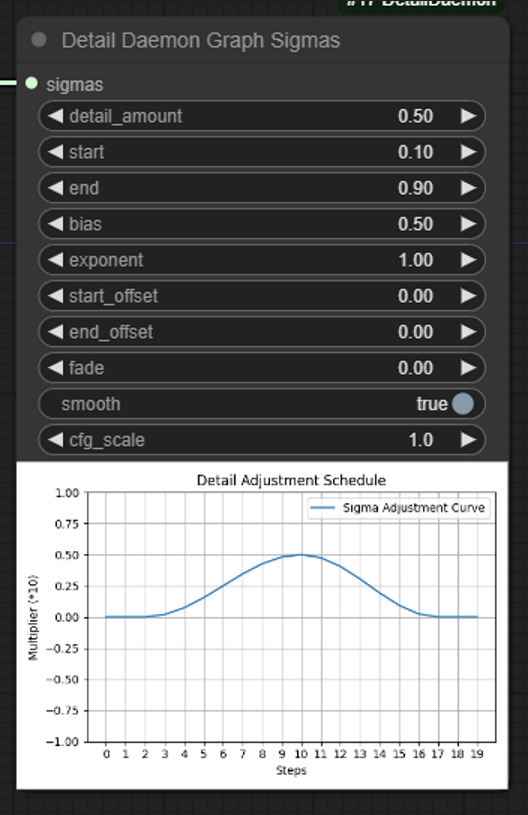 #17 DetailDaemon
Detail Daemon Graph Sigmas
sigmas
detail_amount 0.50
start 0.10
end 0.90
bias 0.50
exponent 1.00
start_offset 0.00
end_offset 0.00
fade 0.00
smooth true
cfg_scale 1.0
Detail Adjustment Schedule
Sigma Adjustment Curve
1.00
0.75
0.50
0.25
0.00
−0.25
−0.50
−0.75
−1.00
Multiplier (*10)
0 1 2 3 4 5 6 7 8 9 10 11 12 13 14 15 16 17 18 19
Steps